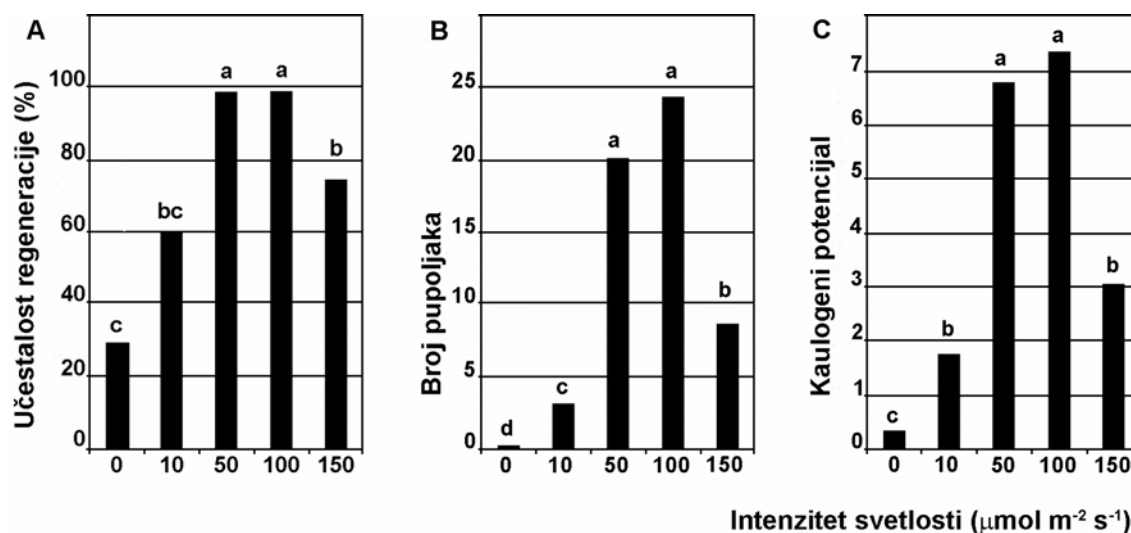 A
Učestalost regeneracije (%)
100
80
60
40
20
0
c
bc
a
a
b
0 10 50 100 150
B
Broj pupoljaka
25
20
15
10
5
0
d
c
a
a
b
0 10 50 100 150
C
Kaulogeni potencijal
7
6
5
4
3
2
1
0
c
b
a
a
b
0 10 50 100 150
Intenzitet svetlosti (μmol m⁻² s⁻¹)